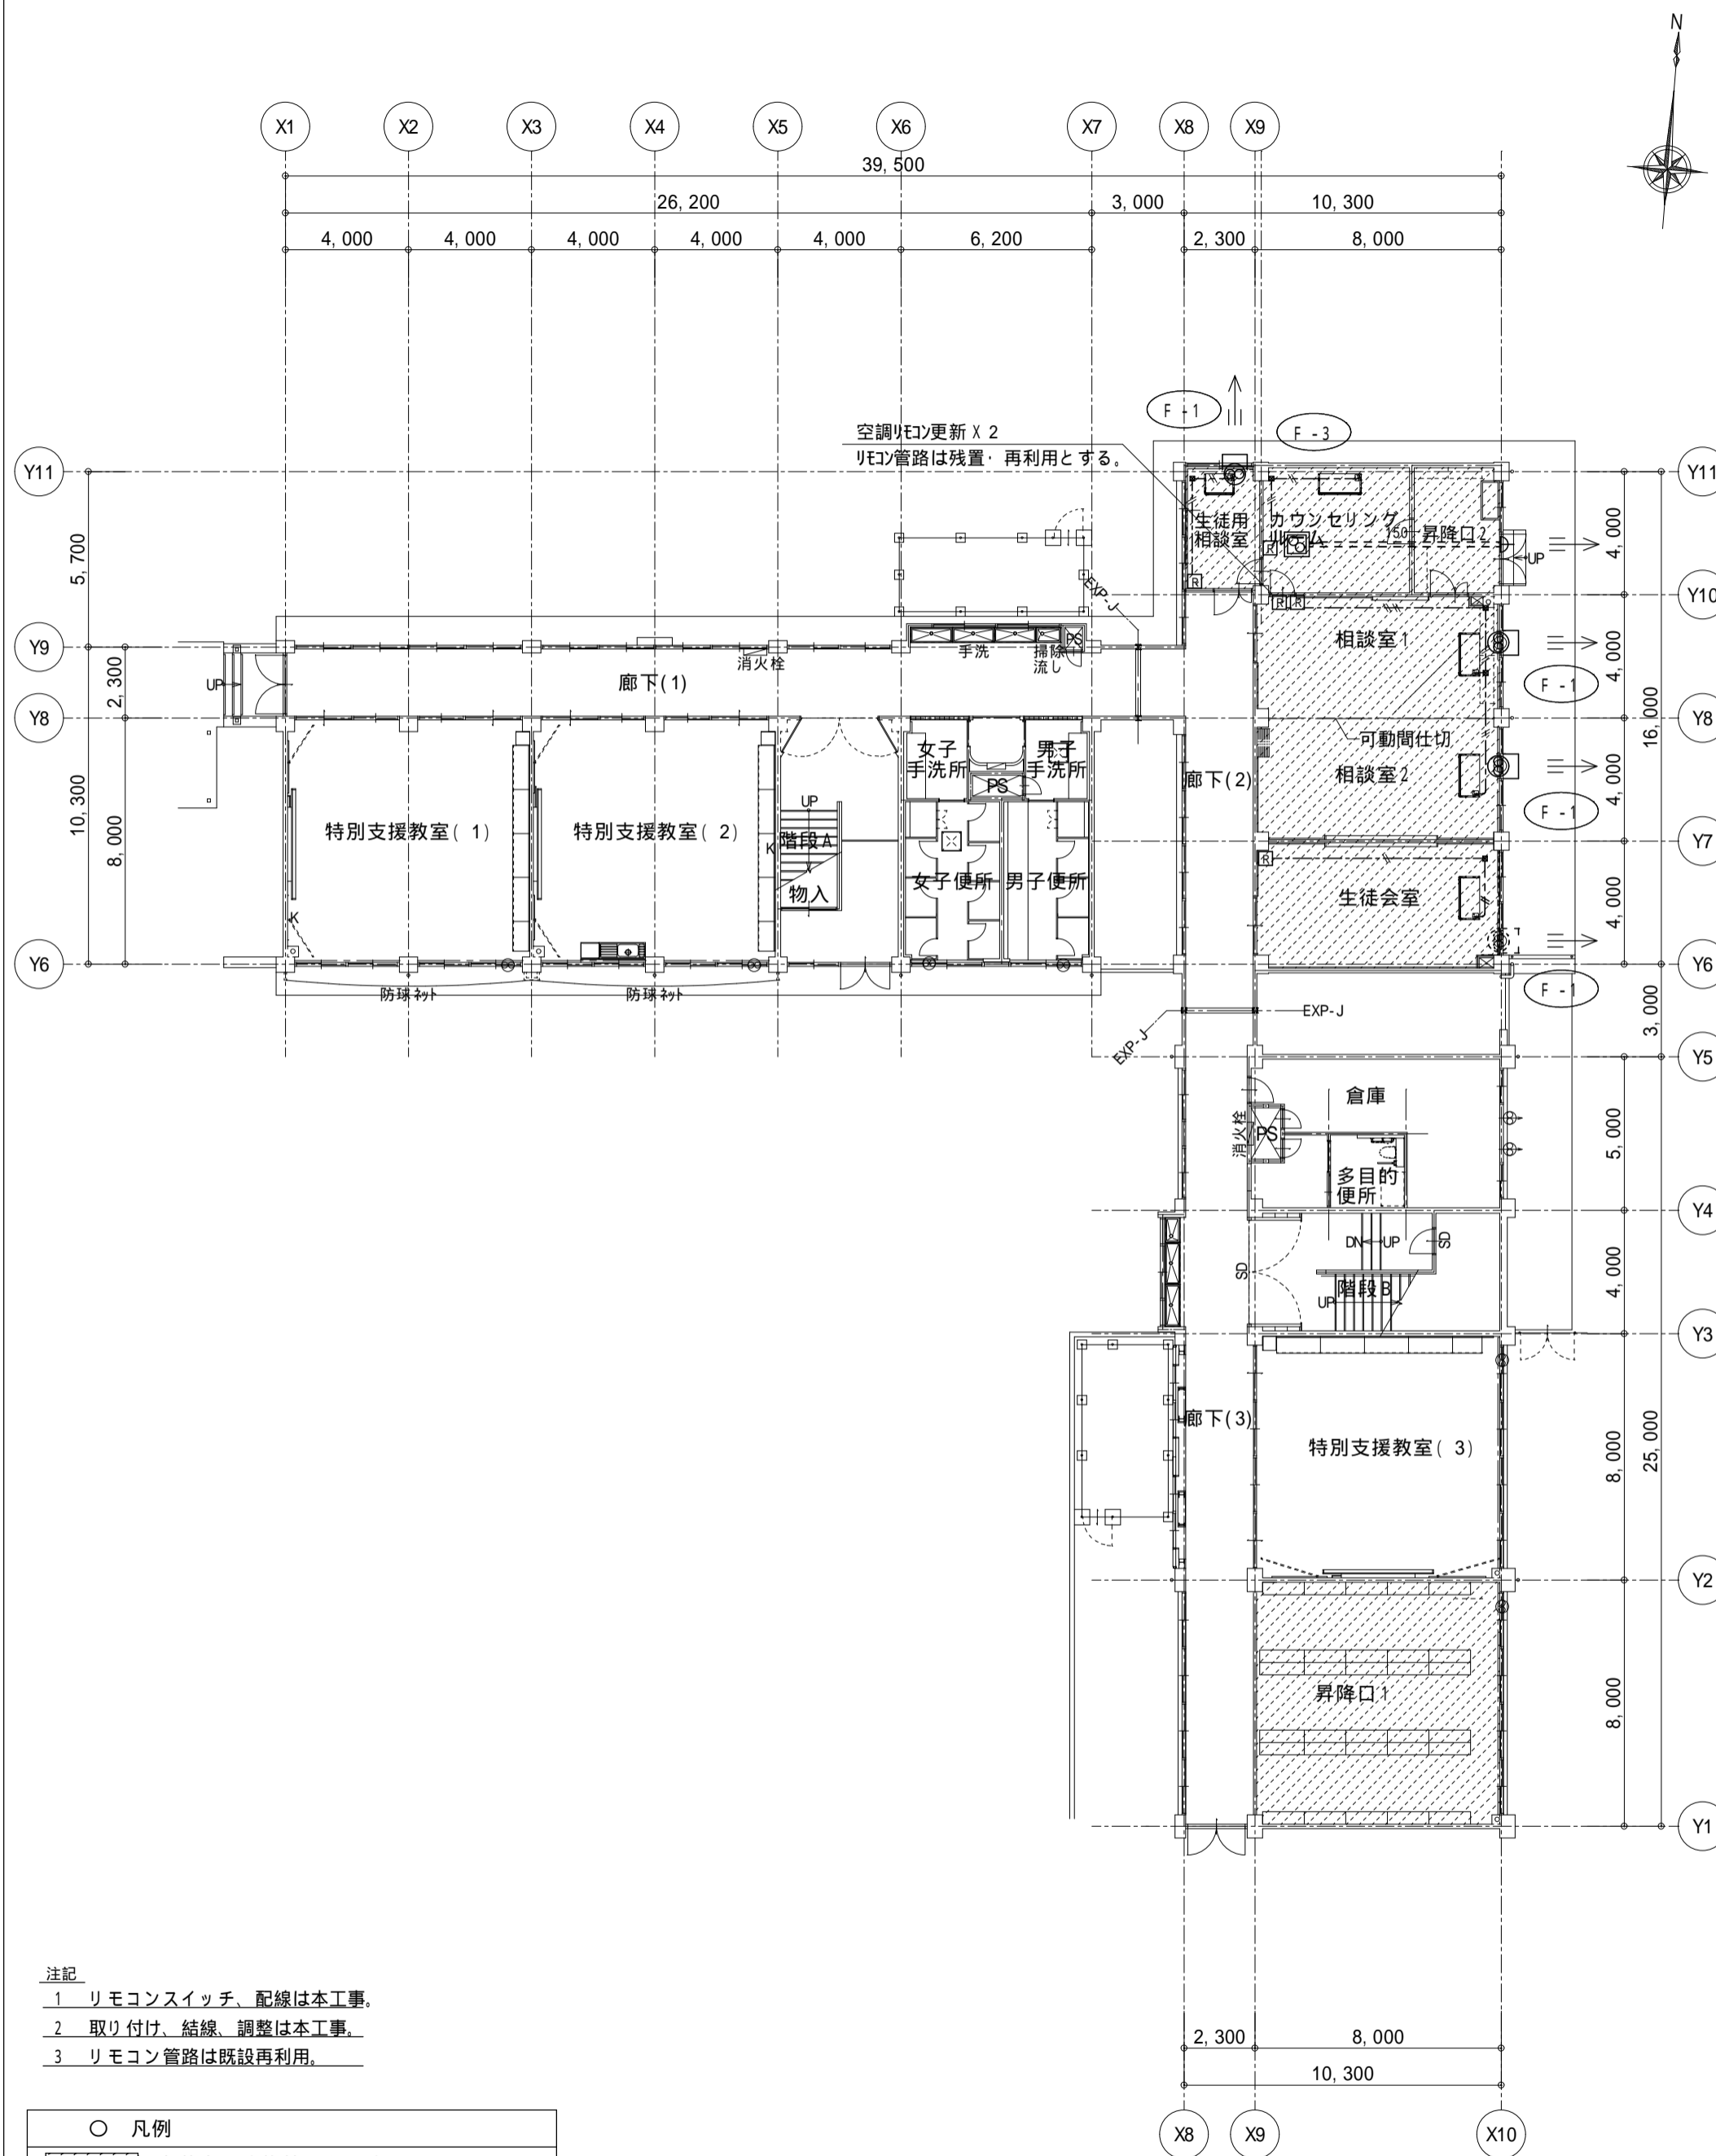 N
X1 X2 X3 X4 X5 X6 X7 X8 X9
39,500
26,200 3,000 10,300
4,000 4,000 4,000 4,000 4,000 6,200 2,300 8,000
F-1
F-3
空調リモコン更新X2
リモコン管路は残置・再利用とする。
Y11
Y11
生徒用
相談室
カウンセリング
ルーム
150
昇降口2
UP
R
R
4,000
5,700
Y10
EXP-J
R R
相談室1
4,000
Y9
手洗
掃除
流し
PS
消火栓
廊下(1)
UP
2,300
F-1
Y8
Y8
16,000
可動間仕切
女子
手洗所
男子
手洗所
PS
廊下(2)
相談室2
4,000
F-1
10,300
8,000
特別支援教室(1)
特別支援教室(2)
UP
階段A
K
物入
女子便所
男子便所
Y7
R
生徒会室
4,000
K
Y6
Y6
防球ネット
防球ネット
F-1
3,000
EXP-J
EXP-J
Y5
倉庫
消火栓
PS
多目的
便所
5,000
Y4
DN UP
SD
SD
階段B
UP
4,000
Y3
廊下(3)
特別支援教室(3)
8,000
25,000
Y2
昇降口1
8,000
Y1
注記
1 リモコンスイッチ、配線は本工事。
2 取り付け、結線、調整は本工事。
3 リモコン管路は既設再利用。
2,300 8,000
10,300
○ 凡例
X8 X9 X10